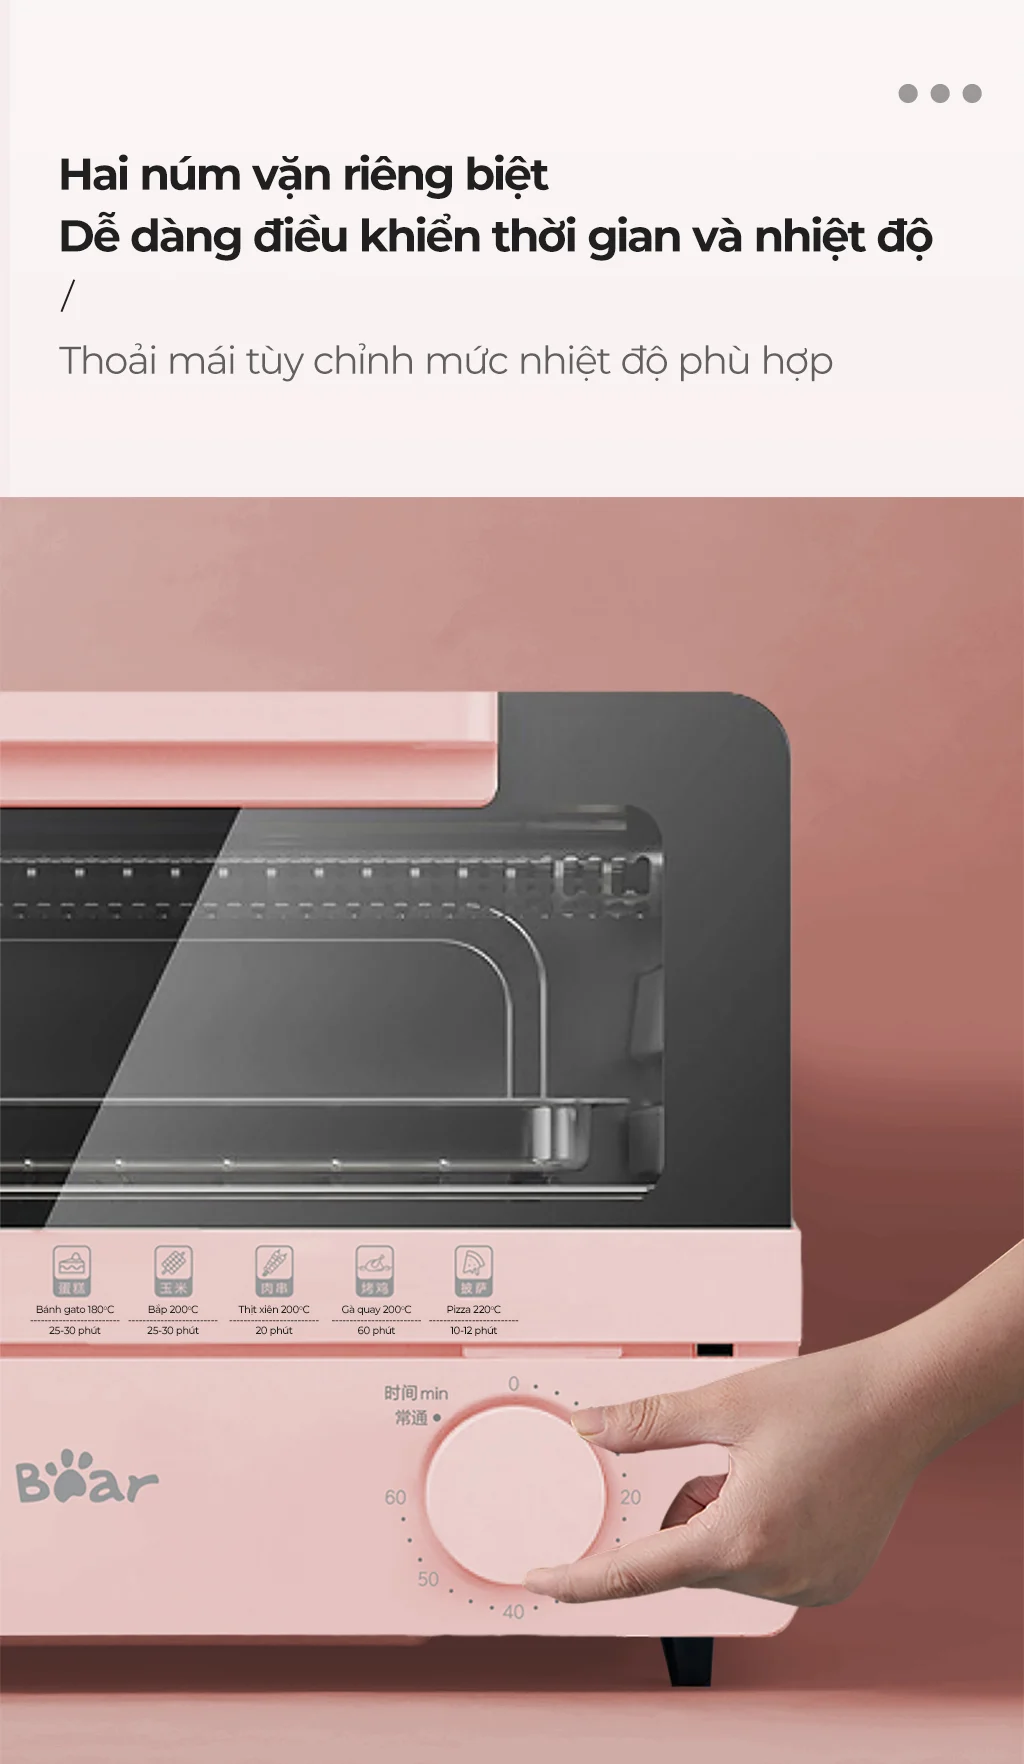 Hai núm vặn riêng biệt
Dễ dàng điều khiển thời gian và nhiệt độ
/
Thoải mái tùy chỉnh mức nhiệt độ phù hợp
蛋糕 玉米 肉串 烤鸡 披萨
Bánh gato 180°C Bắp 200°C Thịt xiên 200°C Gà quay 200°C Pizza 220°C
25-30 phút 25-30 phút 20 phút 60 phút 10-12 phút
时间min 0
常通
Bear
60 20
50
40